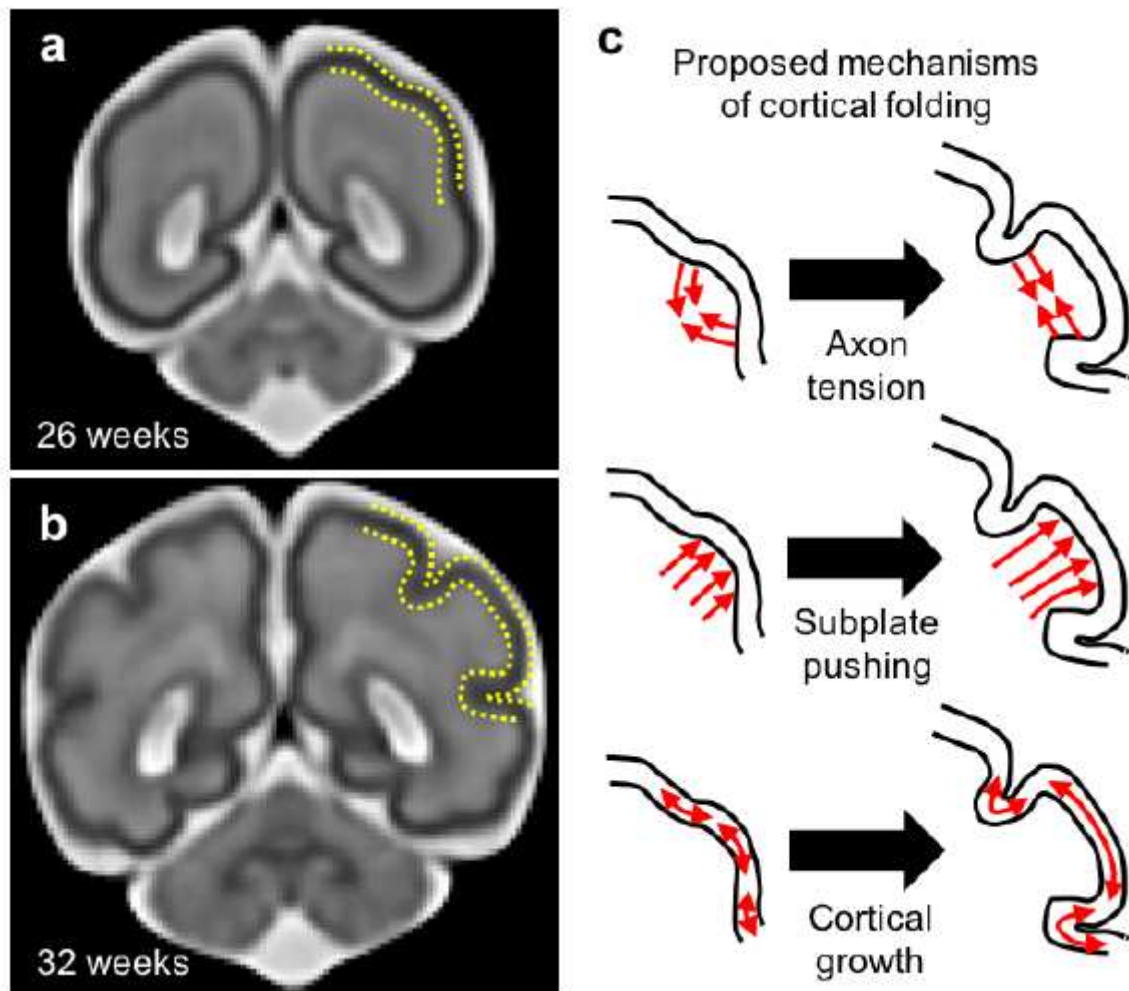 a
26 weeks
b
32 weeks
c
Proposed mechanisms
of cortical folding
Axon
tension
Subplate
pushing
Cortical
growth